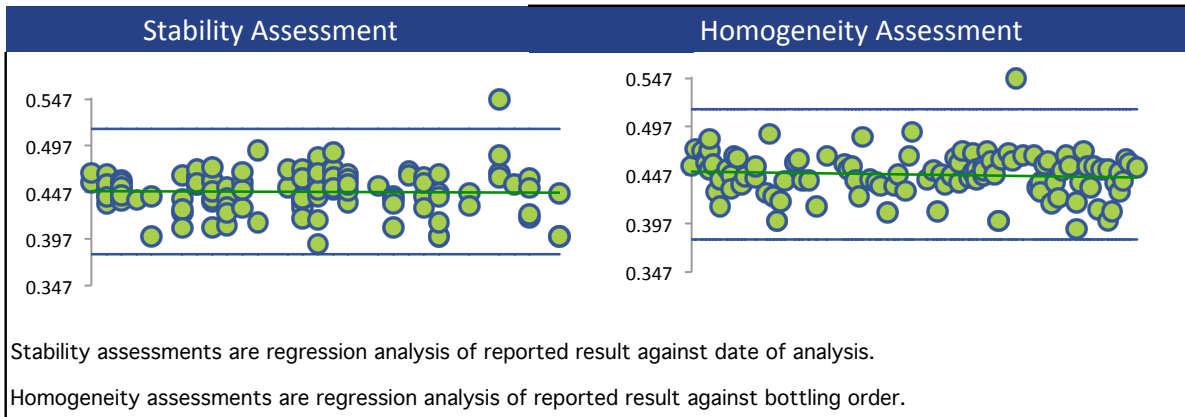 Stability Assessment
Homogeneity Assessment
0.547
0.497
0.447
0.397
0.347
0.547
0.497
0.447
0.397
0.347
Stability assessments are regression analysis of reported result against date of analysis.
Homogeneity assessments are regression analysis of reported result against bottling order.